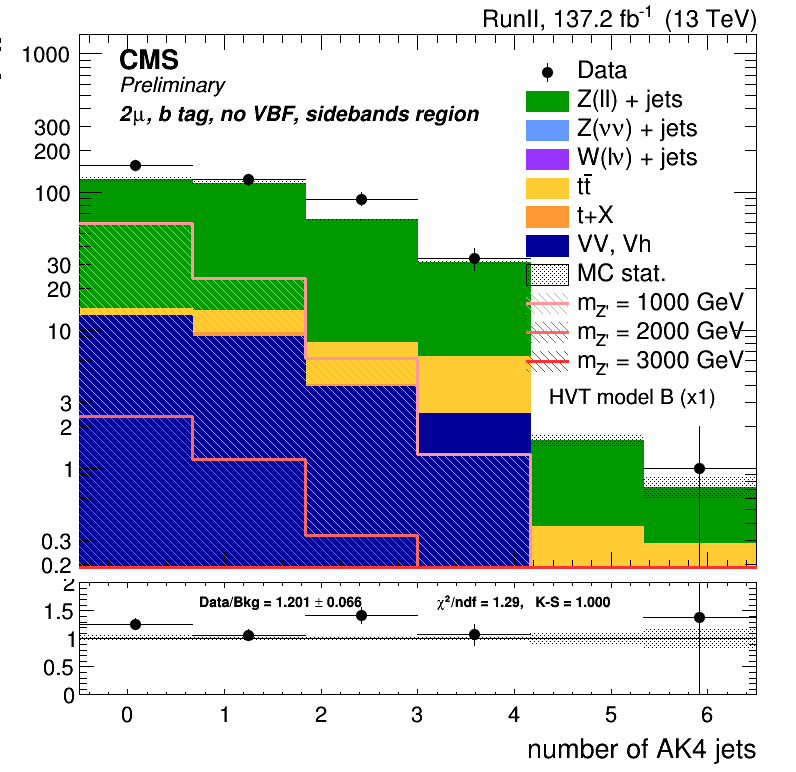 RunII, 137.2 fb⁻¹ (13 TeV)
CMS
Preliminary
2μ, b tag, no VBF, sidebands region
Data
Z(ll) + jets
Z(νν) + jets
W(lν) + jets
tt̄
t+X
VV, Vh
MC stat.
m_Z' = 1000 GeV
m_Z' = 2000 GeV
m_Z' = 3000 GeV
HVT model B (x1)
1000
300
200
100
30
20
10
3
2
1
0.3
0.2
Data/Bkg = 1.201 ± 0.066
χ²/ndf = 1.29, K-S = 1.000
2
1.5
1
0.5
0
0 1 2 3 4 5 6
number of AK4 jets